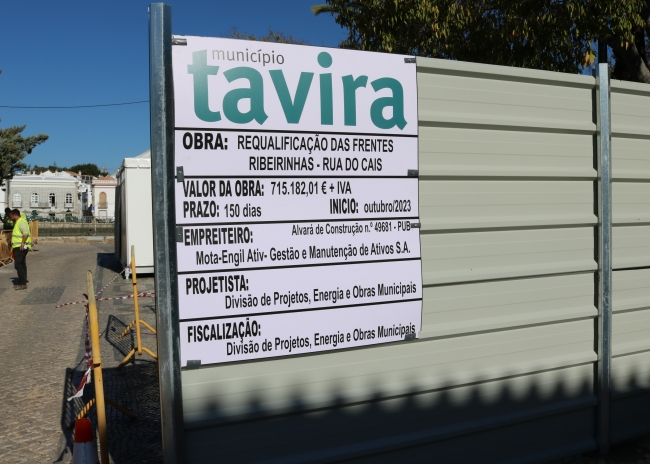 município
tavira
OBRA: REQUALIFICAÇÃO DAS FRENTES
RIBEIRINHAS - RUA DO CAIS
VALOR DA OBRA: 715.182,01 € + IVA
PRAZO: 150 dias INÍCIO: outubro/2023
EMPREITEIRO: Alvará de Construção n.º 49681 - PUB
Mota-Engil Ativ- Gestão e Manutenção de Ativos S.A.
PROJETISTA:
Divisão de Projetos, Energia e Obras Municipais
FISCALIZAÇÃO:
Divisão de Projetos, Energia e Obras Municipais